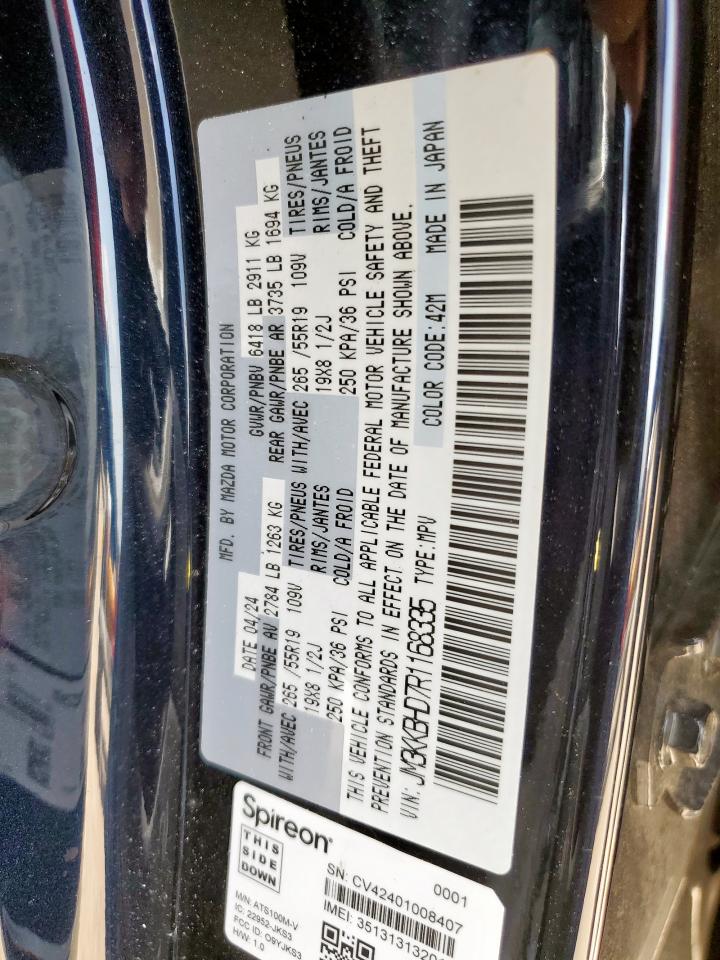 MFD. BY MAZDA MOTOR CORPORATION
DATE 04/24 GVWR/PNBV 6418 LB 2911 KG
FRONT GAWR/PNBE AV 2784 LB 1263 KG REAR GAWR/PNBE AR 3735 LB 1694 KG
WITH/AVEC 265 /55R19 109V TIRES/PNEUS WITH/AVEC 265 /55R19 109V TIRES/PNEUS
19X8 1/2J RIMS/JANTES 19X8 1/2J RIMS/JANTES
250 KPA/36 PSI COLD/A FROID 250 KPA/36 PSI COLD/A FROID
THIS VEHICLE CONFORMS TO ALL APPLICABLE FEDERAL MOTOR VEHICLE SAFETY AND THEFT
PREVENTION STANDARDS IN EFFECT ON THE DATE OF MANUFACTURE SHOWN ABOVE.
VIN: JM3KKBHD7R1168335 TYPE:MPV COLOR CODE:42M MADE IN JAPAN
Spireon
THIS
SIDE
DOWN
M/N: ATS100M-V
IC: 22952-JKS3
FCC ID: O9YJKS3
H/W: 1.0
SN: CV42401008407 0001